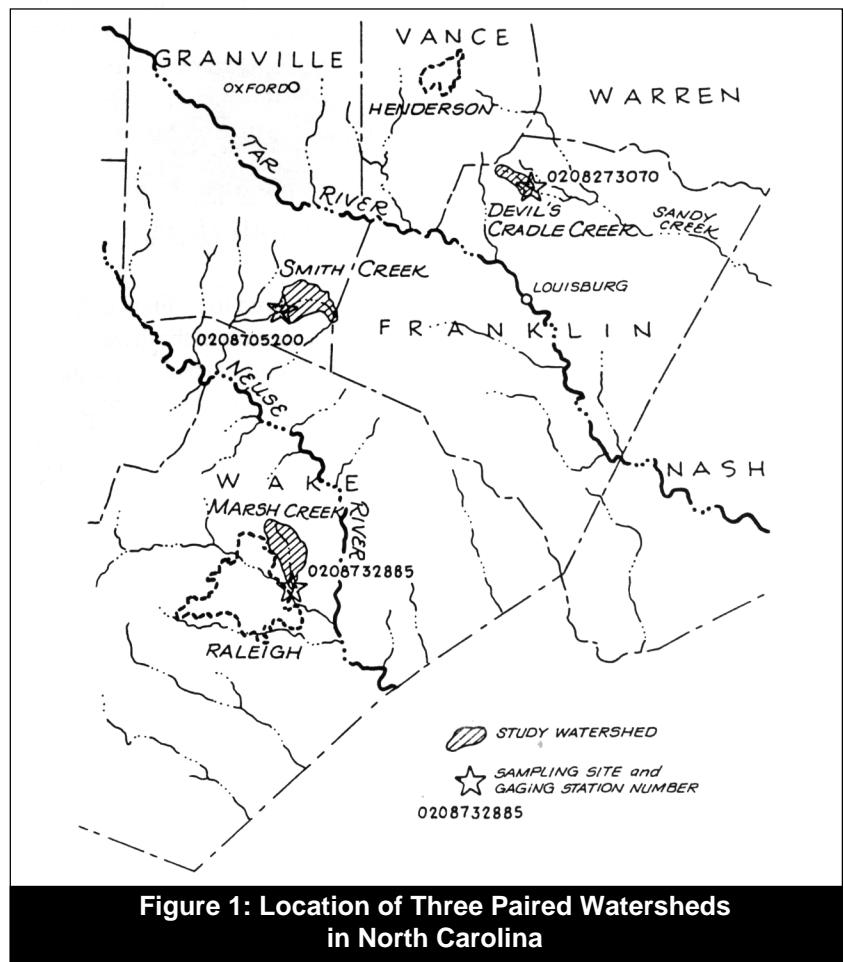 VANCE
GRANVILLE
OXFORD
HENDERSON
WARREN
TAR
RIVER
0208273070
DEVIL'S
CRADLE CREEK
SANDY
CREEK
SMITH CREEK
LOUISBURG
FRANKLIN
0208705200
NEUSE
RIVER
NASH
WAKE
MARSH CREEK
0208732885
RALEIGH
STUDY WATERSHED
SAMPLING SITE and
GAGING STATION NUMBER
0208732885
Figure 1: Location of Three Paired Watersheds
in North Carolina